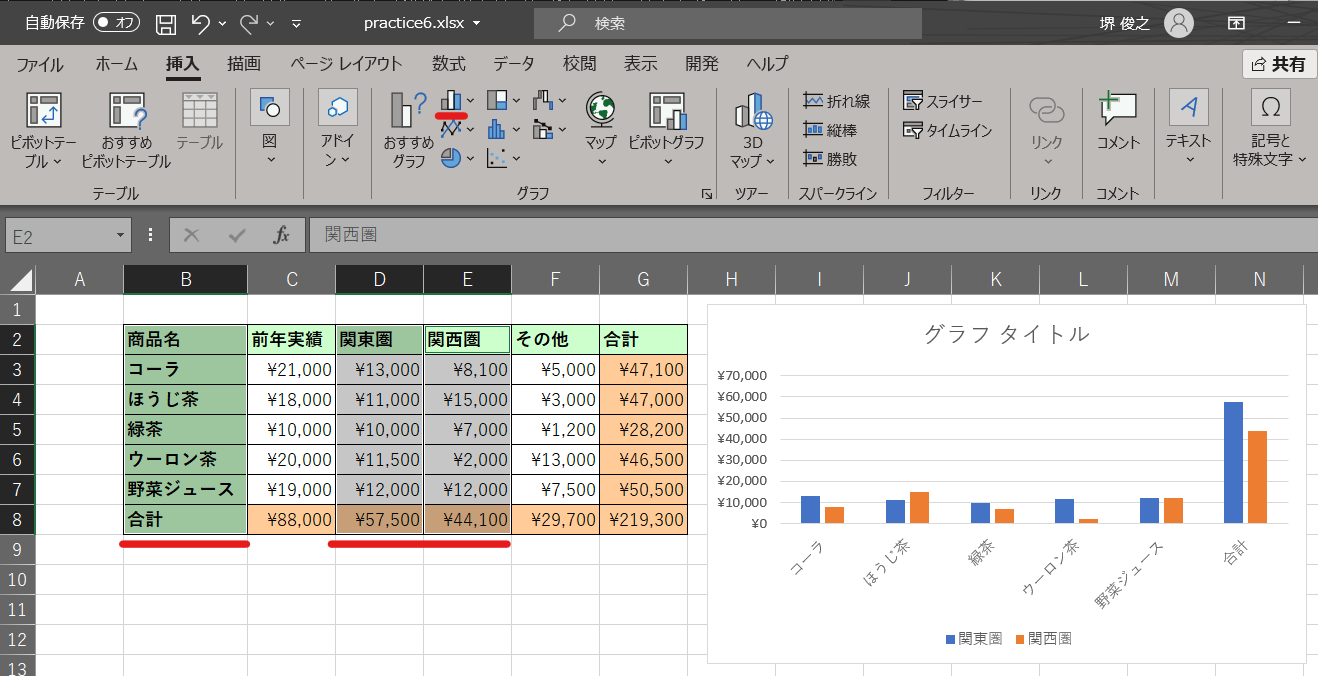 自動保存 オフ practice6.xlsx 検索 堺 俊之
ファイル ホーム 挿入 描画 ページ レイアウト 数式 データ 校閲 表示 開発 ヘルプ 共有
ピボットテーブル おすすめピボットテーブル テーブル 図 アドイン おすすめグラフ マップ ピボットグラフ 3Dマップ 折れ線 縦棒 勝敗 スライサー タイムライン リンク コメント テキスト 記号と特殊文字
テーブル グラフ ツアー スパークライン フィルター リンク コメント
E2 fx 関西圏
A B C D E F G H I J K L M N
1
2 商品名 前年実績 関東圏 関西圏 その他 合計
3 コーラ ¥21,000 ¥13,000 ¥8,100 ¥5,000 ¥47,100
4 ほうじ茶 ¥18,000 ¥11,000 ¥15,000 ¥3,000 ¥47,000
5 緑茶 ¥10,000 ¥10,000 ¥7,000 ¥1,200 ¥28,200
6 ウーロン茶 ¥20,000 ¥11,500 ¥2,000 ¥13,000 ¥46,500
7 野菜ジュース ¥19,000 ¥12,000 ¥12,000 ¥7,500 ¥50,500
8 合計 ¥88,000 ¥57,500 ¥44,100 ¥29,700 ¥219,300
9
10
11
12
13
グラフ タイトル
¥70,000
¥60,000
¥50,000
¥40,000
¥30,000
¥20,000
¥10,000
¥0
コーラ ほうじ茶 緑茶 ウーロン茶 野菜ジュース 合計
関東圏 関西圏